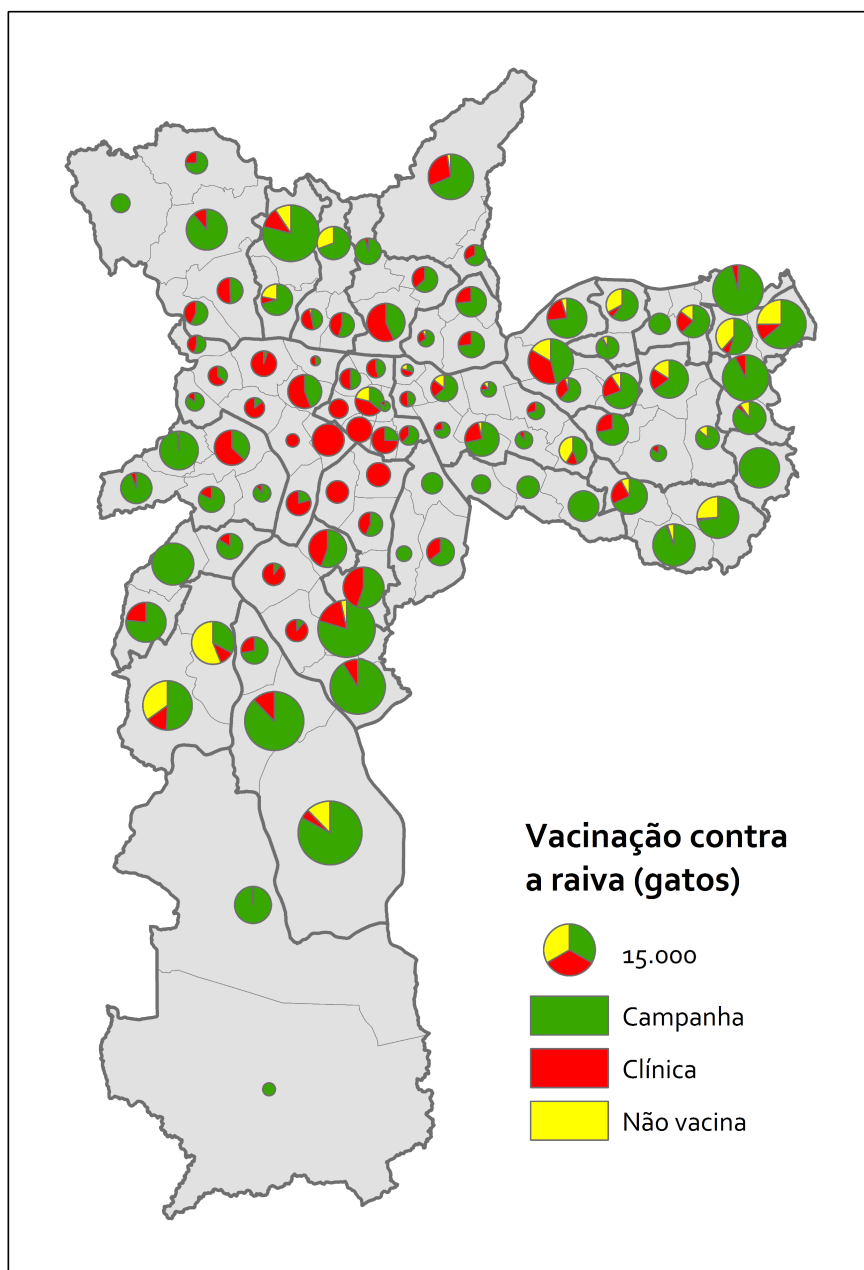 Vacinação contra
a raiva (gatos)
15.000
Campanha
Clínica
Não vacina